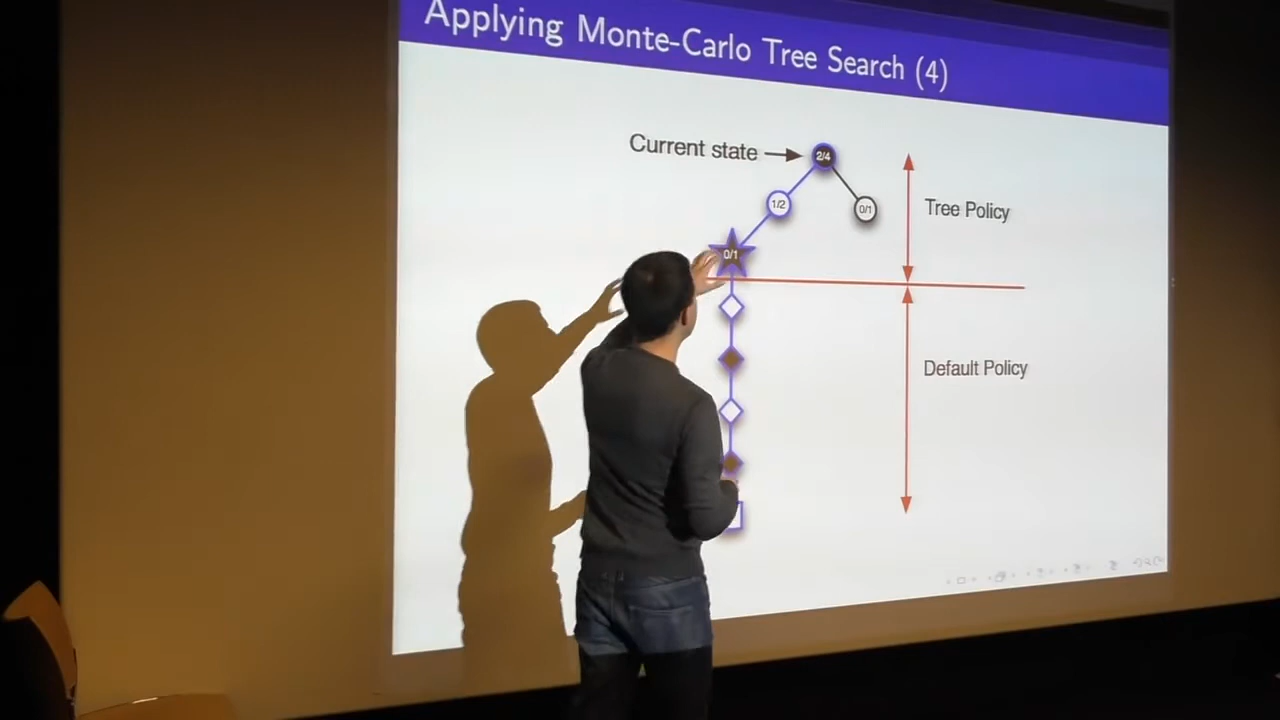 Applying Monte-Carlo Tree Search (4)
Current state
2/4
1/2
0/1
Tree Policy
0/1
Default Policy